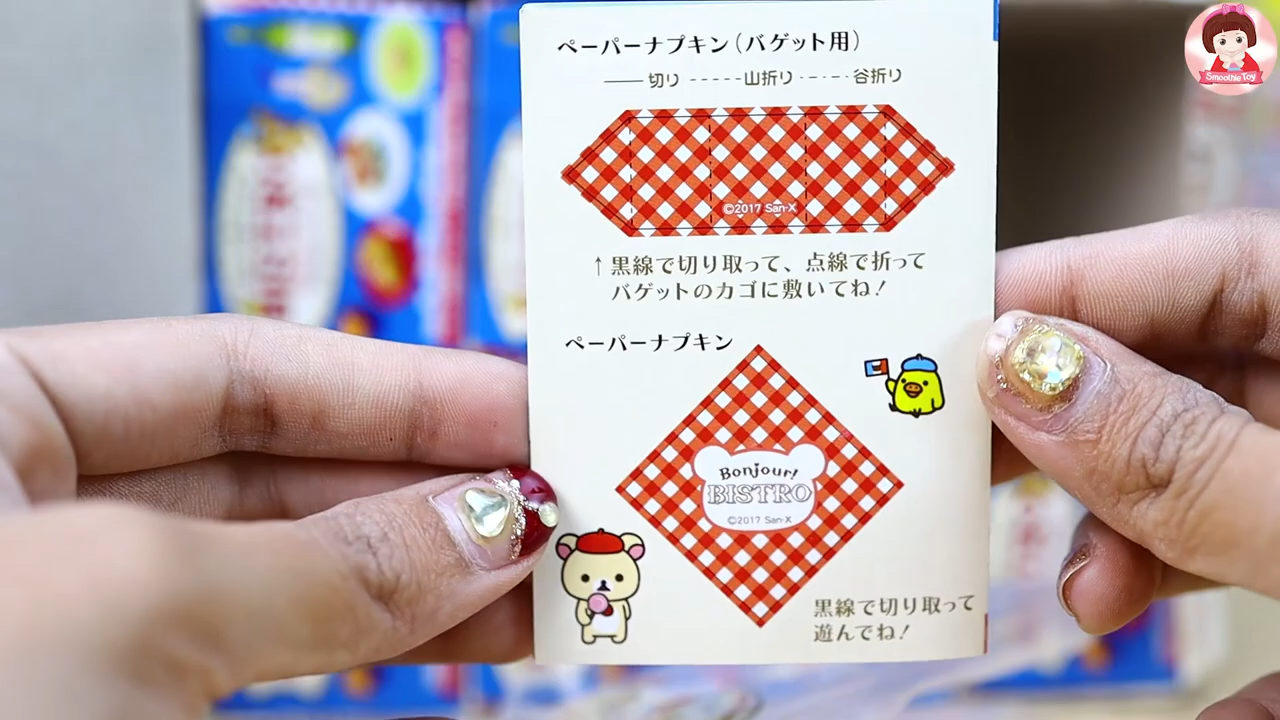 Smoothie Toy
ペーパーナプキン(バゲット用)
切り 山折り 谷折り
©2017 San-X
↑黒線で切り取って、点線で折って
バゲットのカゴに敷いてね!
ペーパーナプキン
Bonjour!
BISTRO
©2017 San-X
黒線で切り取って
遊んでね!